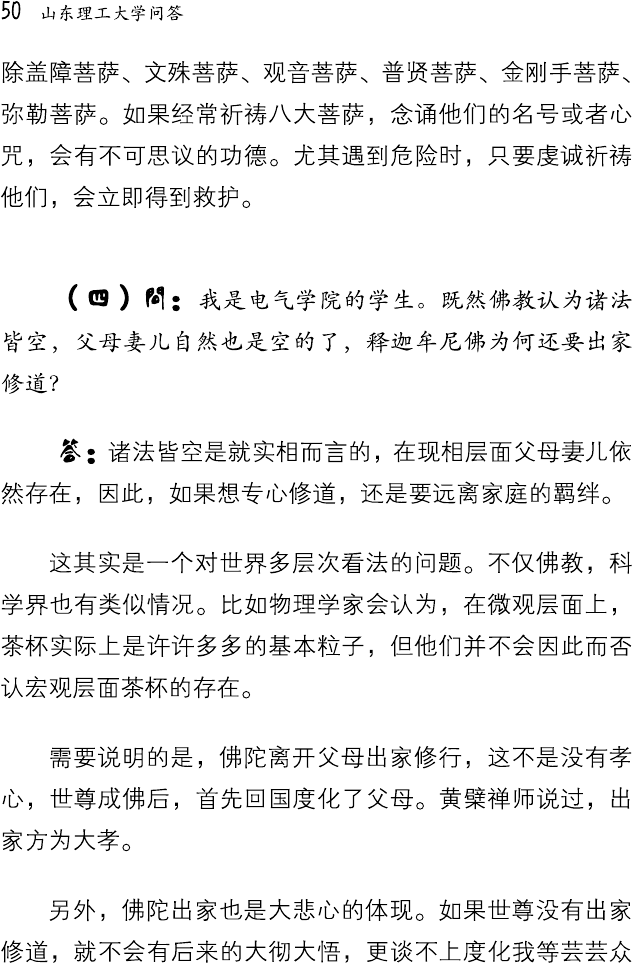 50 山东理工大学问答
除盖障菩萨、文殊菩萨、观音菩萨、普贤菩萨、金刚手菩萨、
弥勒菩萨。如果经常祈祷八大菩萨，念诵他们的名号或者心
咒，会有不可思议的功德。尤其遇到危险时，只要虔诚祈祷
他们，会立即得到救护。
（四）問：我是电气学院的学生。既然佛教认为诸法
皆空，父母妻儿自然也是空的了，释迦牟尼佛为何还要出家
修道？
答：诸法皆空是就实相而言的，在现相层面父母妻儿依
然存在，因此，如果想专心修道，还是要远离家庭的羁绊。
这其实是一个对世界多层次看法的问题。不仅佛教，科
学界也有类似情况。比如物理学家会认为，在微观层面上，
茶杯实际上是许许多多的基本粒子，但他们并不会因此而否
认宏观层面茶杯的存在。
需要说明的是，佛陀离开父母出家修行，这不是没有孝
心，世尊成佛后，首先回国度化了父母。黄檗禅师说过，出
家方为大孝。
另外，佛陀出家也是大悲心的体现。如果世尊没有出家
修道，就不会有后来的大彻大悟，更谈不上度化我等芸芸众